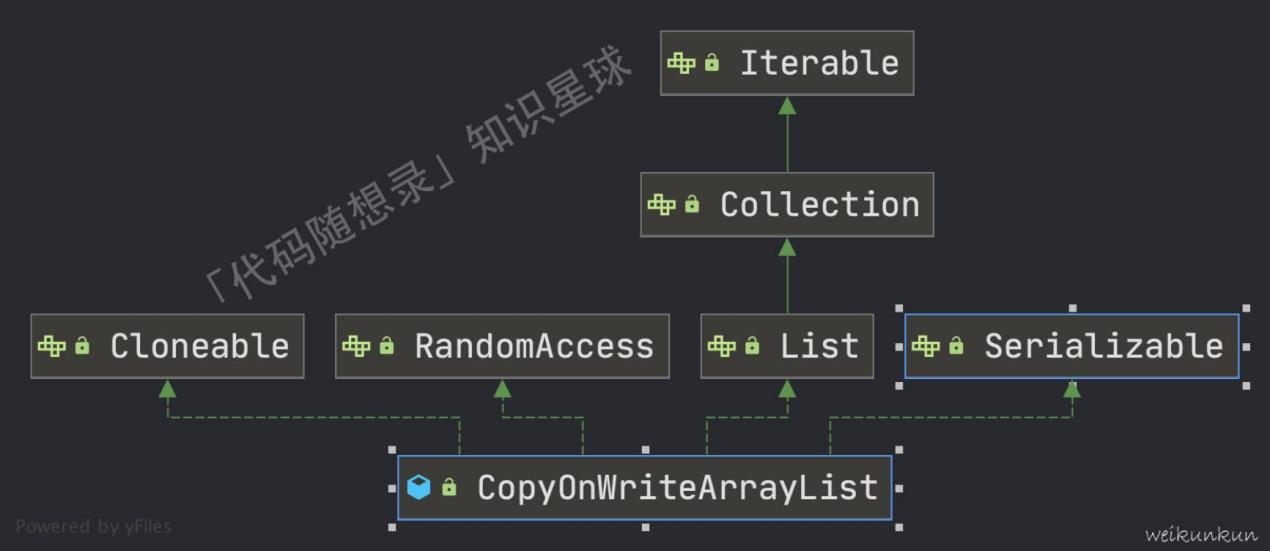 Iterable
「代码随想录」知识星球
Collection
Cloneable
RandomAccess
List
Serializable
CopyOnWriteArrayList
Powered by yFiles
weikunkun